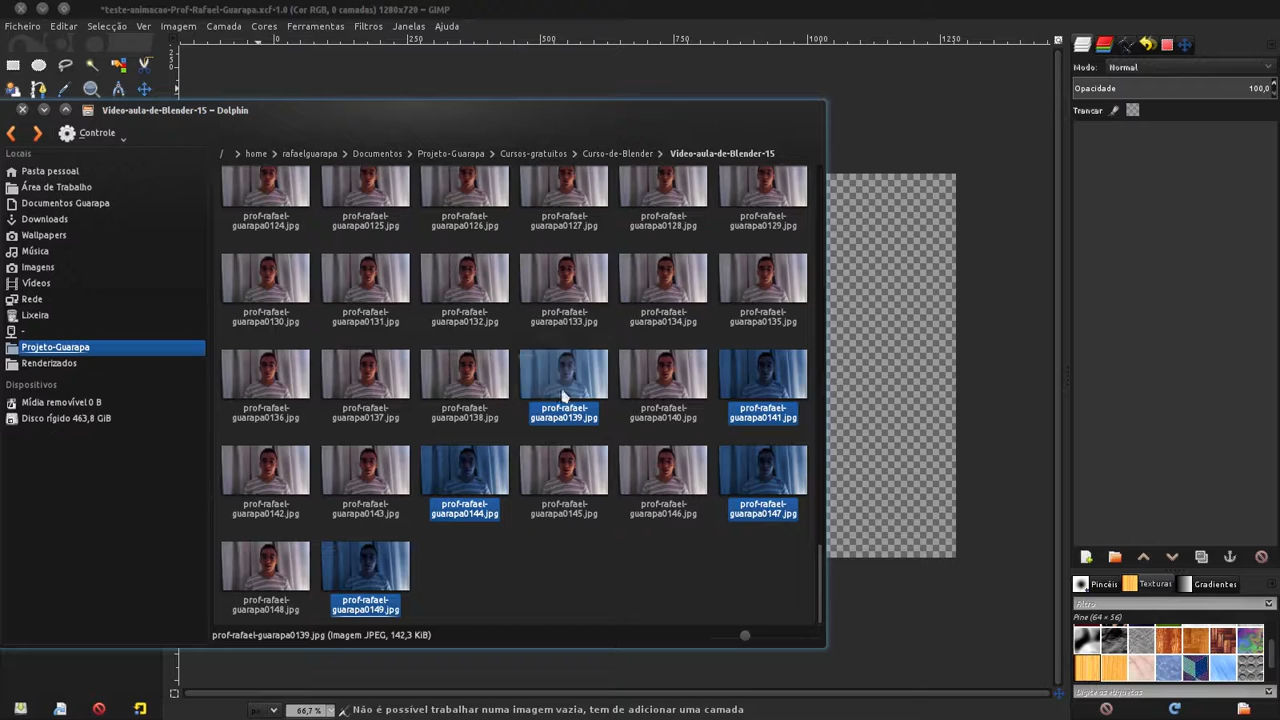 *teste-animacao-Prof-Rafael-Guarapa.xcf-1.0 (Cor RGB, 0 camadas) 1280x720 – GIMP
Ficheiro Editar Selecção Ver Imagem Camada Cores Ferramentas Filtros Janelas Ajuda
250 500 750 1000 1250
Modo: Normal
Opacidade 100,0
Trancar
Video-aula-de-Blender-15 – Dolphin
Controle
Locais
Pasta pessoal
Área de Trabalho
Documentos Guarapa
Downloads
Wallpapers
Música
Imagens
Vídeos
Rede
Lixeira
-
Projeto-Guarapa
Renderizados
Dispositivos
Mídia removível 0 B
Disco rígido 463,8 GiB
/ > home > rafaelguarapa > Documentos > Projeto-Guarapa > Cursos-gratuitos > Curso-de-Blender > Video-aula-de-Blender-15
prof-rafael-guarapa0124.jpg prof-rafael-guarapa0125.jpg prof-rafael-guarapa0126.jpg prof-rafael-guarapa0127.jpg prof-rafael-guarapa0128.jpg prof-rafael-guarapa0129.jpg
prof-rafael-guarapa0130.jpg prof-rafael-guarapa0131.jpg prof-rafael-guarapa0132.jpg prof-rafael-guarapa0133.jpg prof-rafael-guarapa0134.jpg prof-rafael-guarapa0135.jpg
prof-rafael-guarapa0136.jpg prof-rafael-guarapa0137.jpg prof-rafael-guarapa0138.jpg prof-rafael-guarapa0139.jpg prof-rafael-guarapa0140.jpg prof-rafael-guarapa0141.jpg
prof-rafael-guarapa0142.jpg prof-rafael-guarapa0143.jpg prof-rafael-guarapa0144.jpg prof-rafael-guarapa0145.jpg prof-rafael-guarapa0146.jpg prof-rafael-guarapa0147.jpg
prof-rafael-guarapa0148.jpg prof-rafael-guarapa0149.jpg
prof-rafael-guarapa0139.jpg (Imagem JPEG, 142,3 KiB)
Pincéis Texturas Gradientes
Filtro
Pine (64 × 56)
Digite as etiquetas
px 66,7 % Não é possível trabalhar numa imagem vazia, tem de adicionar uma camada